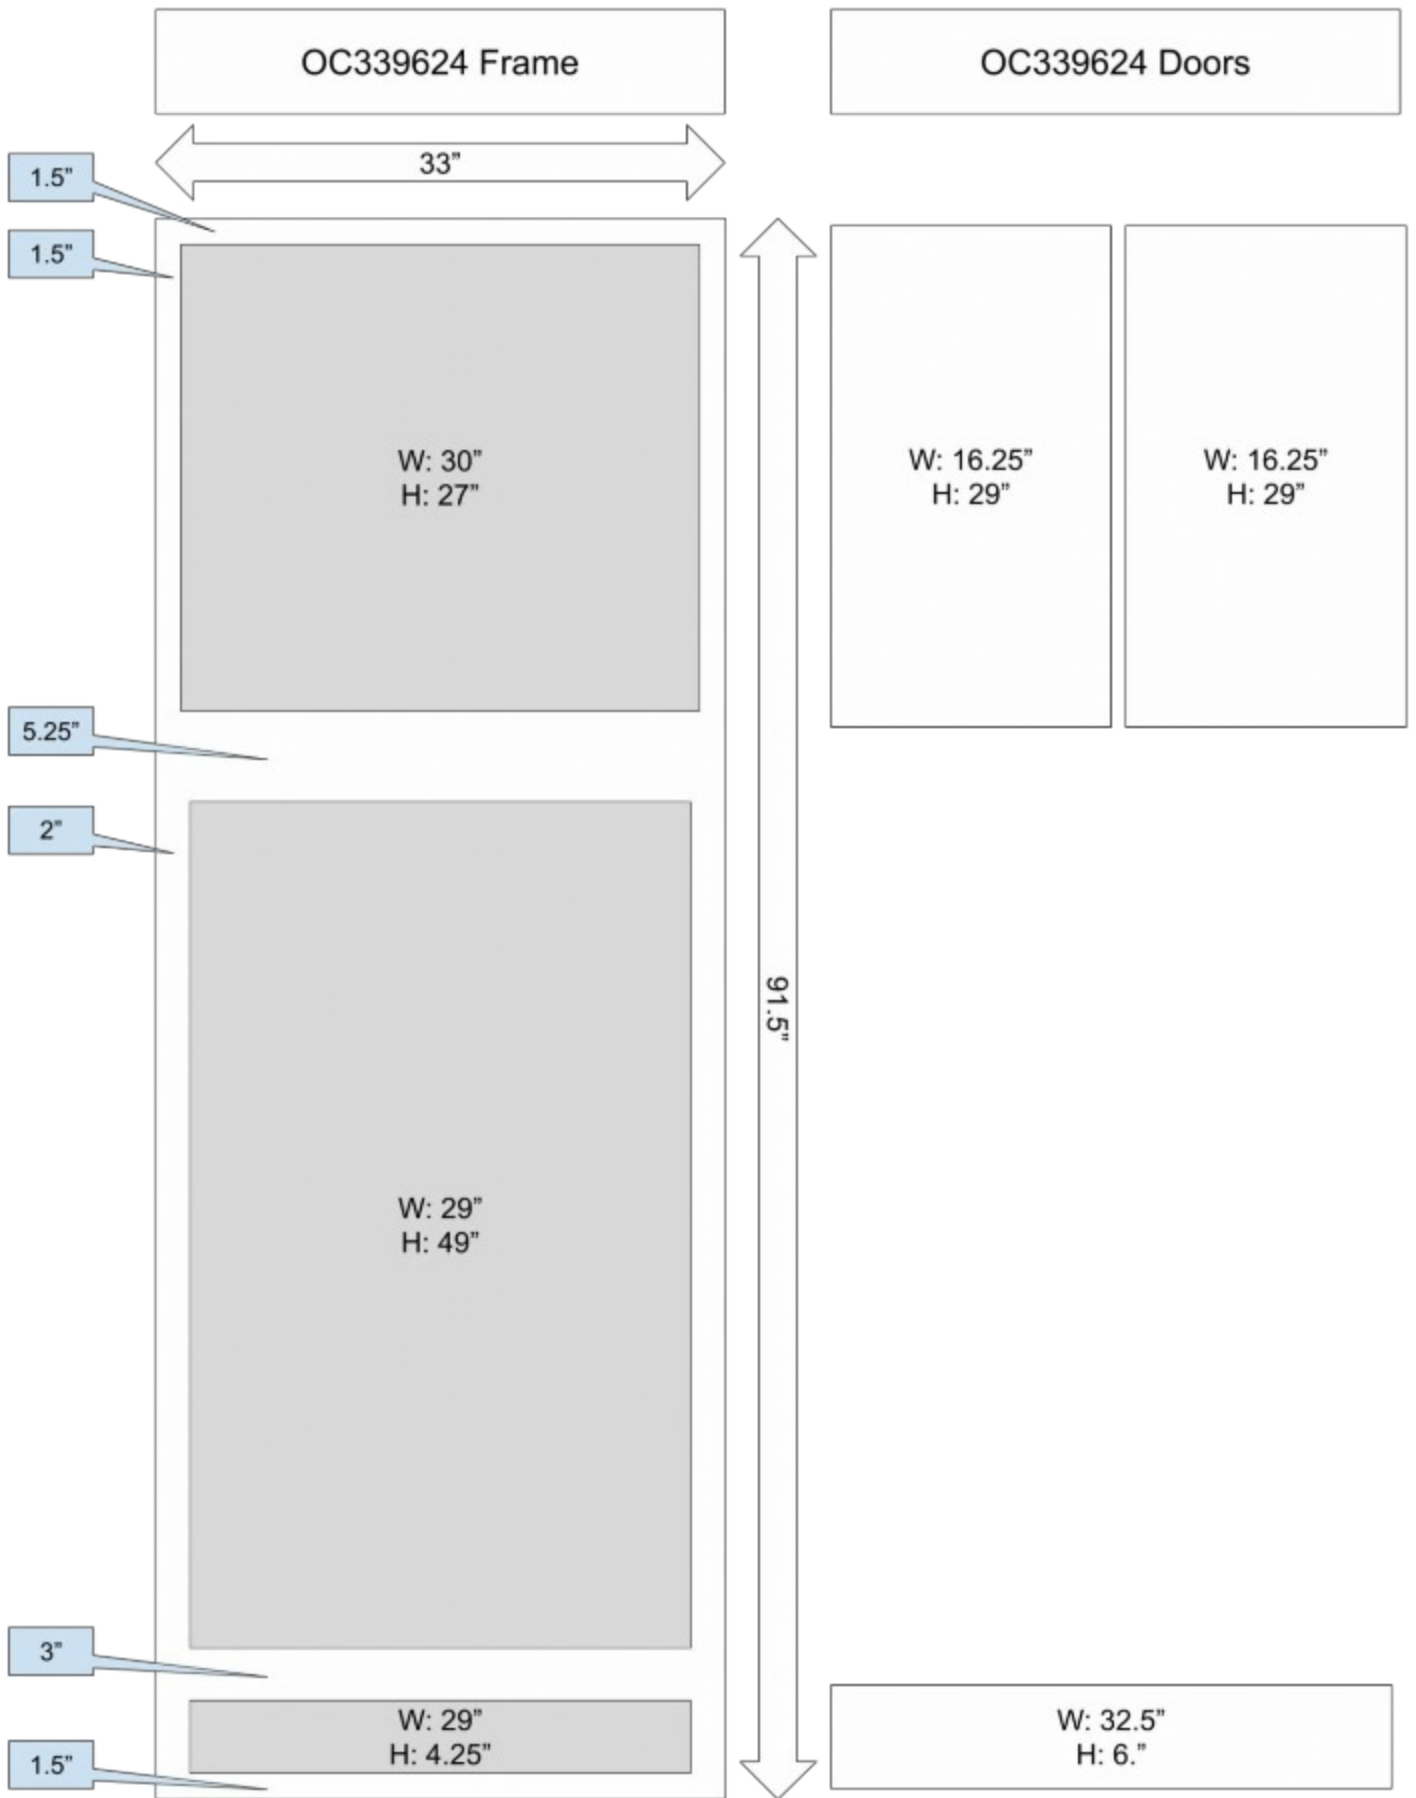 OC339624 Frame
OC339624 Doors
33”
1.5”
1.5”
W: 30”
H: 27”
W: 16.25”
H: 29”
W: 16.25”
H: 29”
5.25”
2”
91.5”
W: 29”
H: 49”
3”
W: 29”
H: 4.25”
W: 32.5”
H: 6.”
1.5”